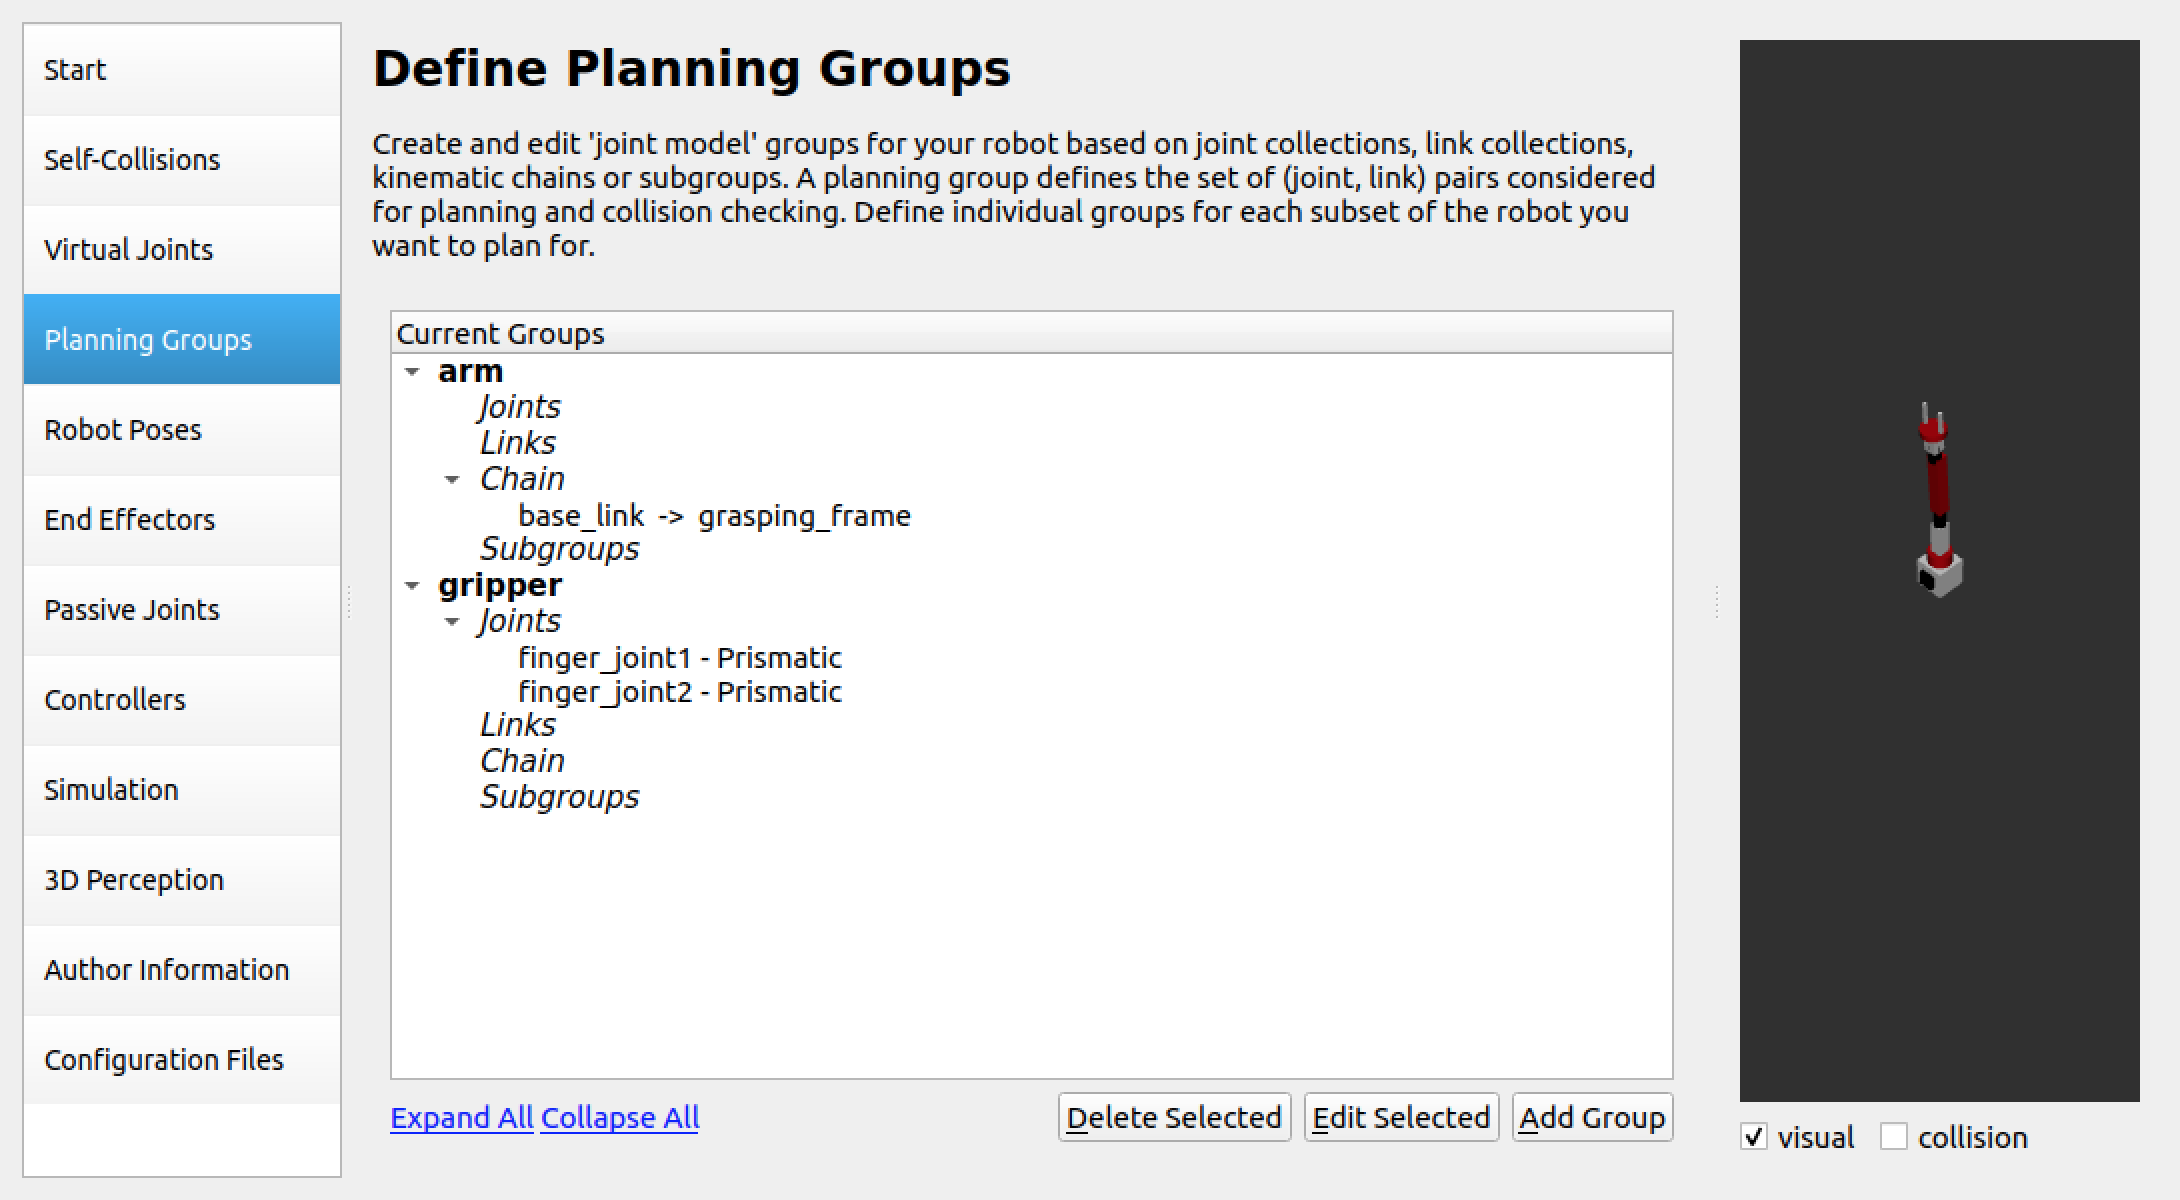 Start
Self-Collisions
Virtual Joints
Planning Groups
Robot Poses
End Effectors
Passive Joints
Controllers
Simulation
3D Perception
Author Information
Configuration Files
Define Planning Groups
Create and edit 'joint model' groups for your robot based on joint collections, link collections,
kinematic chains or subgroups. A planning group defines the set of (joint, link) pairs considered
for planning and collision checking. Define individual groups for each subset of the robot you
want to plan for.
Current Groups
arm
Joints
Links
Chain
base_link -> grasping_frame
Subgroups
gripper
Joints
finger_joint1 - Prismatic
finger_joint2 - Prismatic
Links
Chain
Subgroups
Expand All Collapse All
Delete Selected
Edit Selected
Add Group
visual
collision